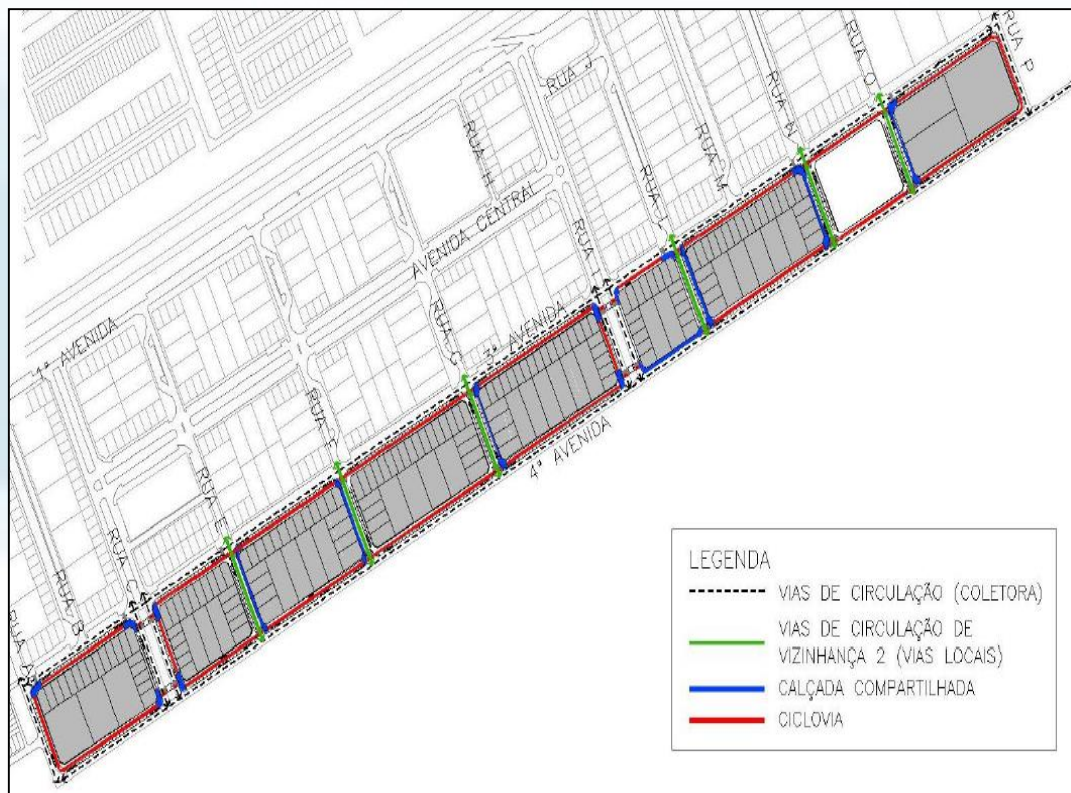 RUA P
RUA O
RUA J
RUA N
RUA M
RUA H
RUA L
AVENIDA CENTRAL
RUA I
1ª AVENIDA
RUA G
3ª AVENIDA
RUA F
4ª AVENIDA
RUA E
RUA C
RUA B
RUA A
LEGENDA
VIAS DE CIRCULAÇÃO (COLETORA)
VIAS DE CIRCULAÇÃO DE
VIZINHANÇA 2 (VIAS LOCAIS)
CALÇADA COMPARTILHADA
CICLOVIA